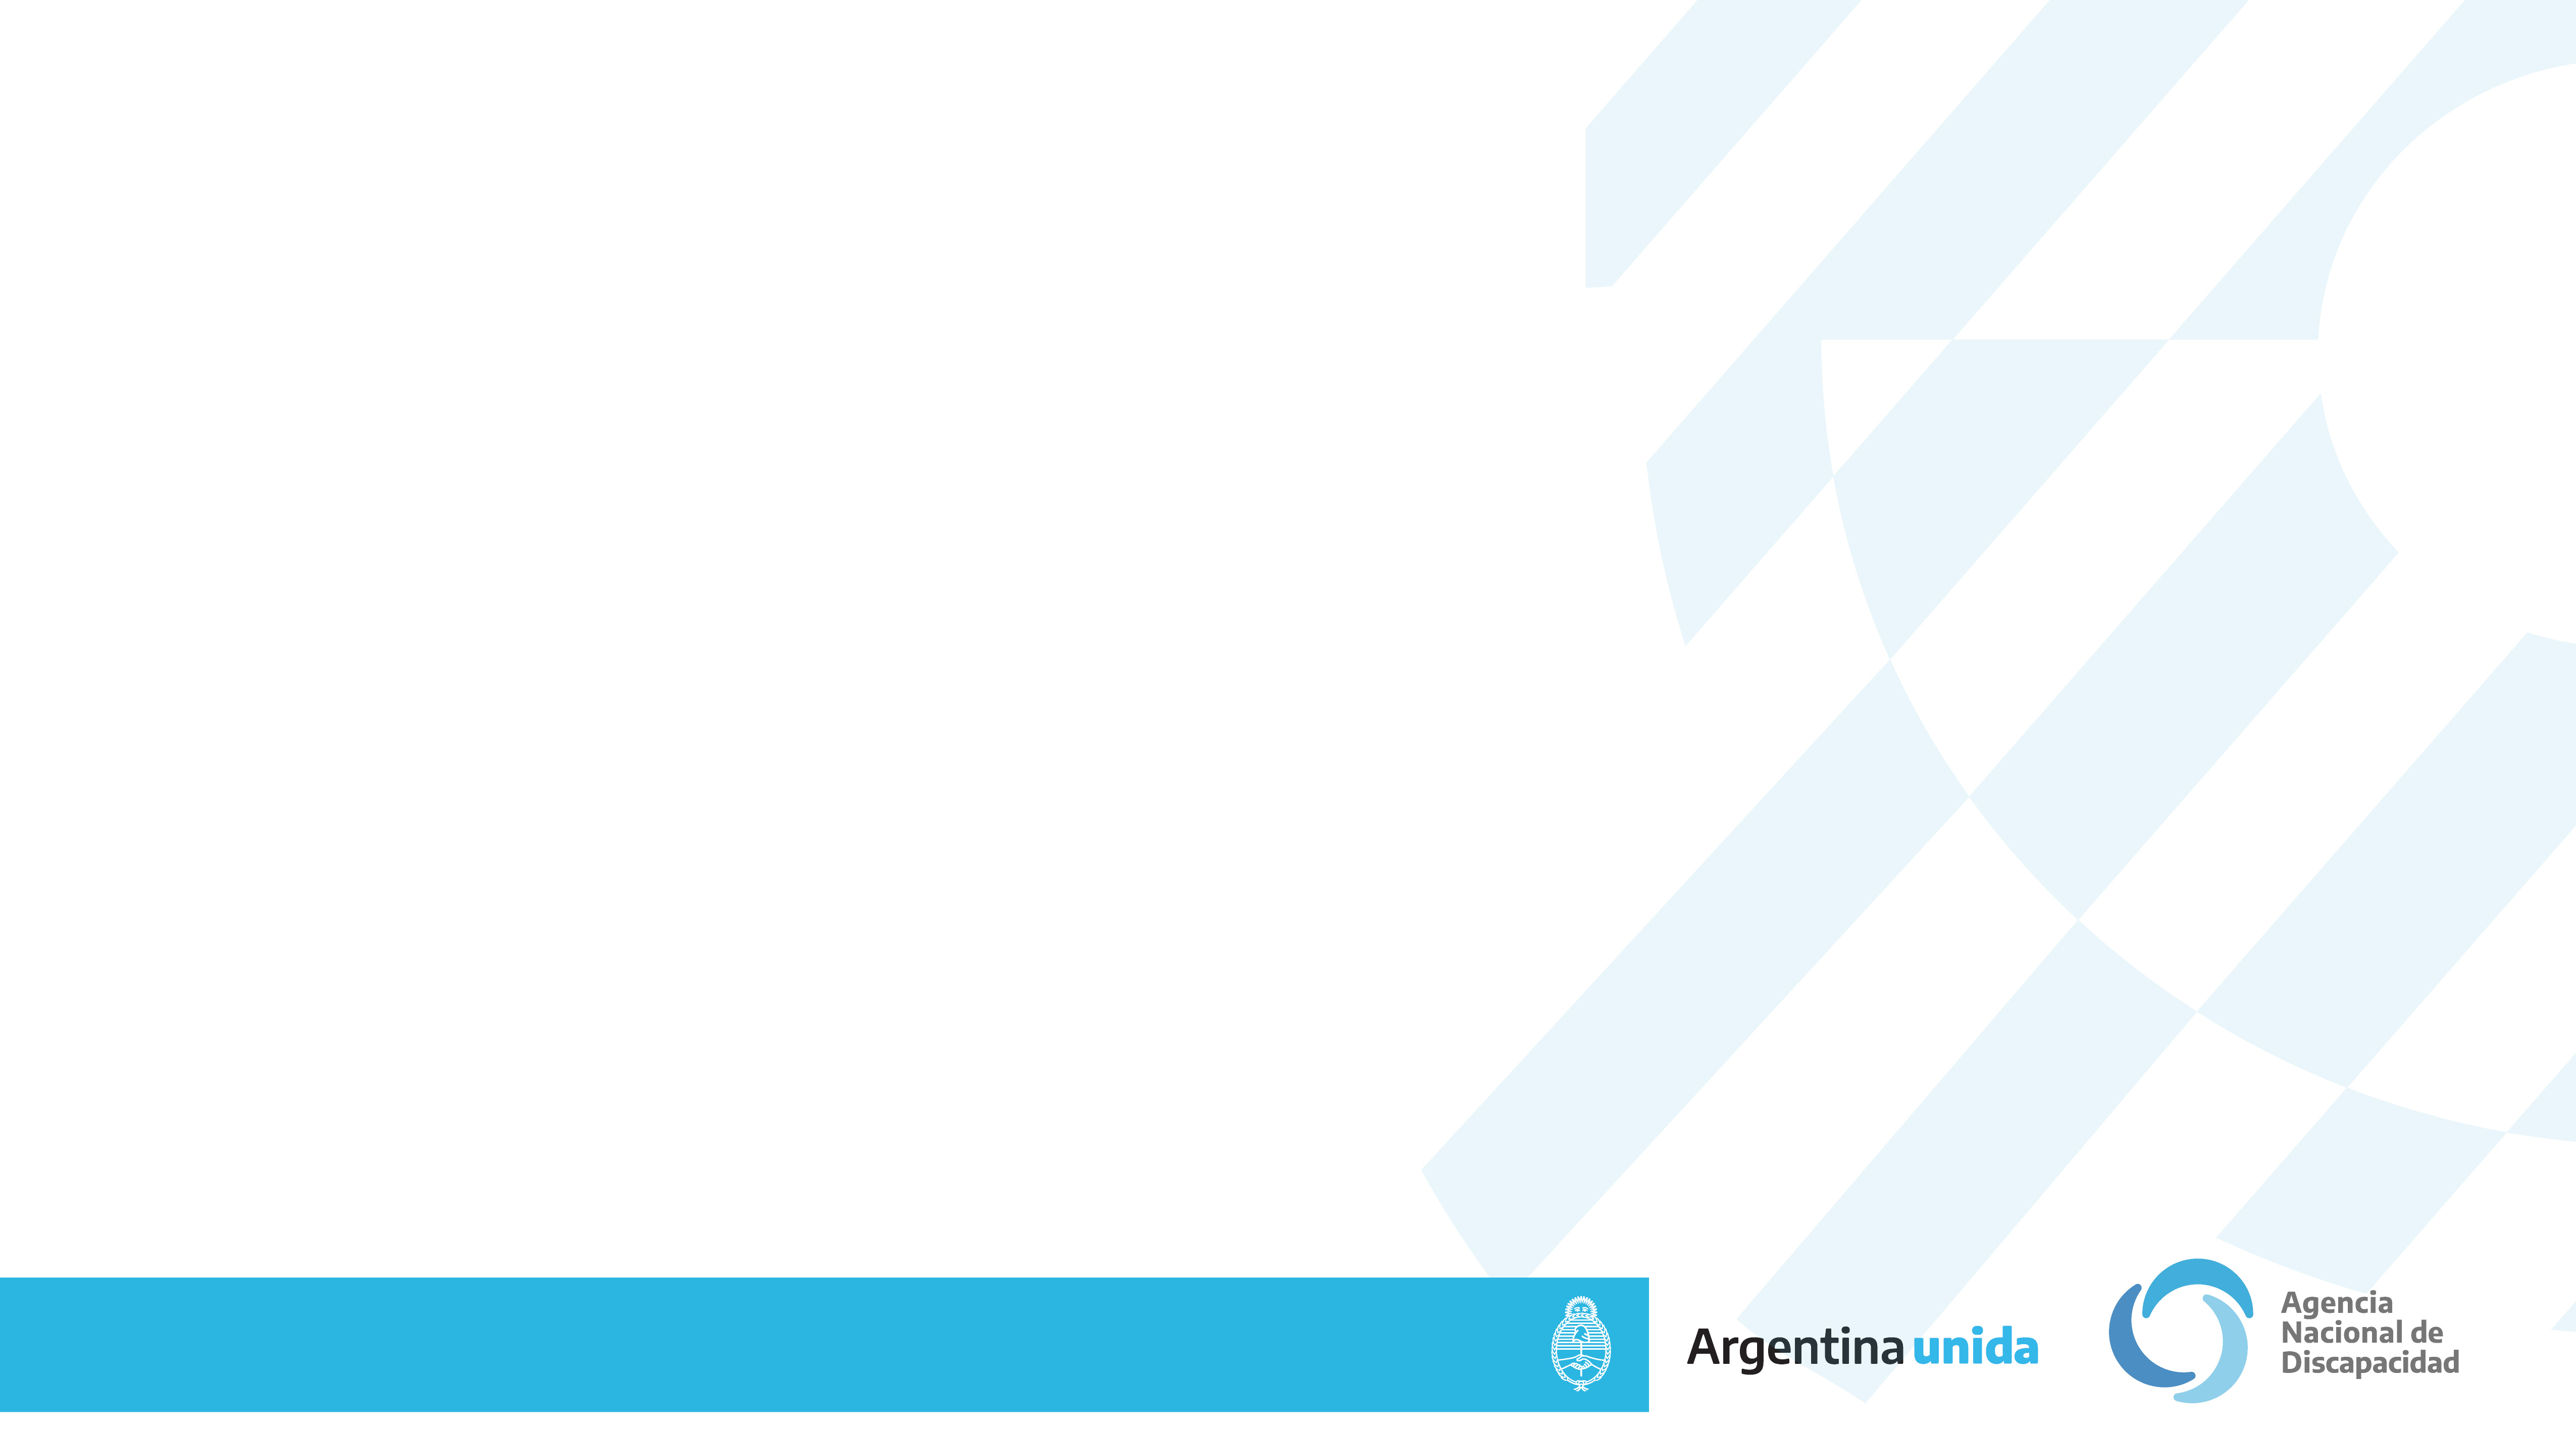 Argentina unida
Agencia
Nacional de
Discapacidad